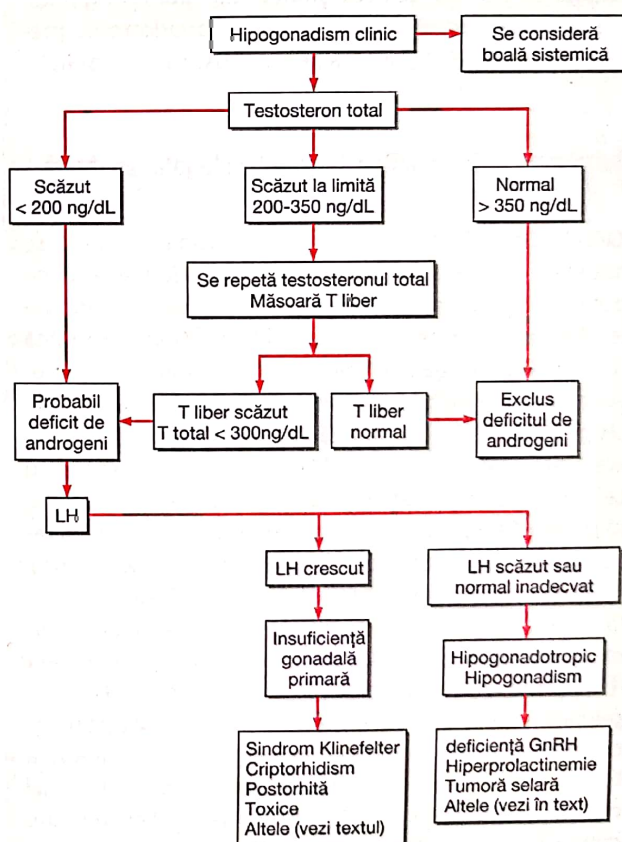 Hipogonadism clinic
Se consideră
boală sistemică
Testosteron total
Scăzut
< 200 ng/dL
Scăzut la limită
200-350 ng/dL
Normal
> 350 ng/dL
Se repetă testosteronul total
Măsoară T liber
Probabil
deficit de
androgeni
T liber scăzut
T total < 300ng/dL
T liber
normal
Exclus
deficitul de
androgeni
LH
LH crescut
LH scăzut sau
normal inadecvat
Insuficiență
gonadală
primară
Hipogonadotropic
Hipogonadism
Sindrom Klinefelter
Criptorhidism
Postorhită
Toxice
Altele (vezi textul)
deficiență GnRH
Hiperprolactinemie
Tumoră selară
Altele (vezi în text)